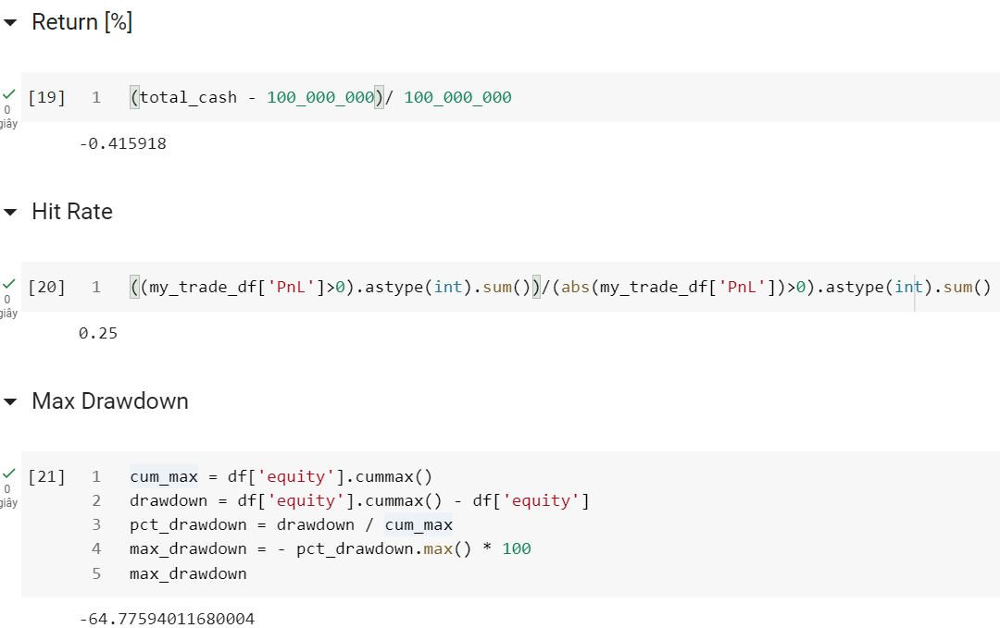 Return [%]
[19] 1 (total_cash - 100_000_000)/ 100_000_000
0
giây
-0.415918
Hit Rate
[20] 1 ((my_trade_df['PnL']>0).astype(int).sum())/(abs(my_trade_df['PnL'])>0).astype(int).sum()
0
giây
0.25
Max Drawdown
[21] 1 cum_max = df['equity'].cummax()
0
giây
2 drawdown = df['equity'].cummax() - df['equity']
3 pct_drawdown = drawdown / cum_max
4 max_drawdown = - pct_drawdown.max() * 100
5 max_drawdown
-64.77594011680004